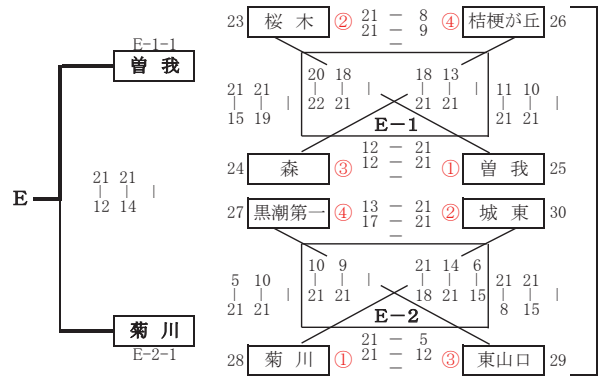 23 桜木 ② 21 － 8 ④ 桔梗が丘 26
21 － 9
－
E-1-1
曽我
20 18 | 18 13 |
21 21 | | | | | 11 10
| | | 22 21 21 21 | | |
15 19 E－1 21 21
12 － 21
24 森 ③ 12 － 21 ① 曽我 25
－
21 21
E | | |
12 14
27 黒潮第一 ④ 13 － 21 ② 城東 30
17 － 21
－
10 9 | 21 14 6
5 10 | | | | | 21 21
| | | 21 21 18 21 15 | | |
21 21 E－2 8 15
菊川
E-2-1
21 － 5
28 菊川 ① 21 － 12 ③ 東山口 29
－